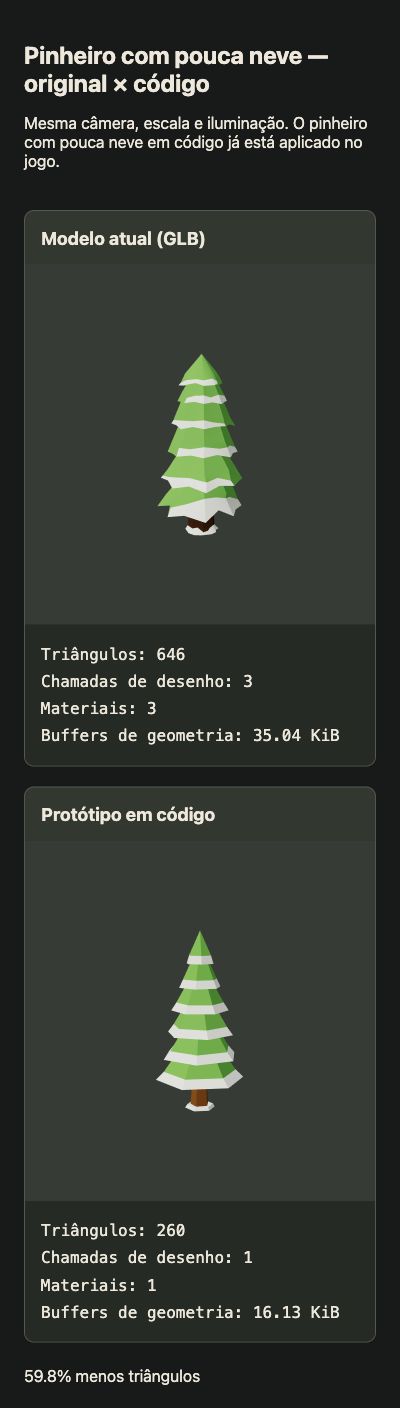 Pinheiro com pouca neve —
original × código
Mesma câmera, escala e iluminação. O pinheiro
com pouca neve em código já está aplicado no
jogo.
Modelo atual (GLB)
Triângulos: 646
Chamadas de desenho: 3
Materiais: 3
Buffers de geometria: 35.04 KiB
Protótipo em código
Triângulos: 260
Chamadas de desenho: 1
Materiais: 1
Buffers de geometria: 16.13 KiB
59.8% menos triângulos